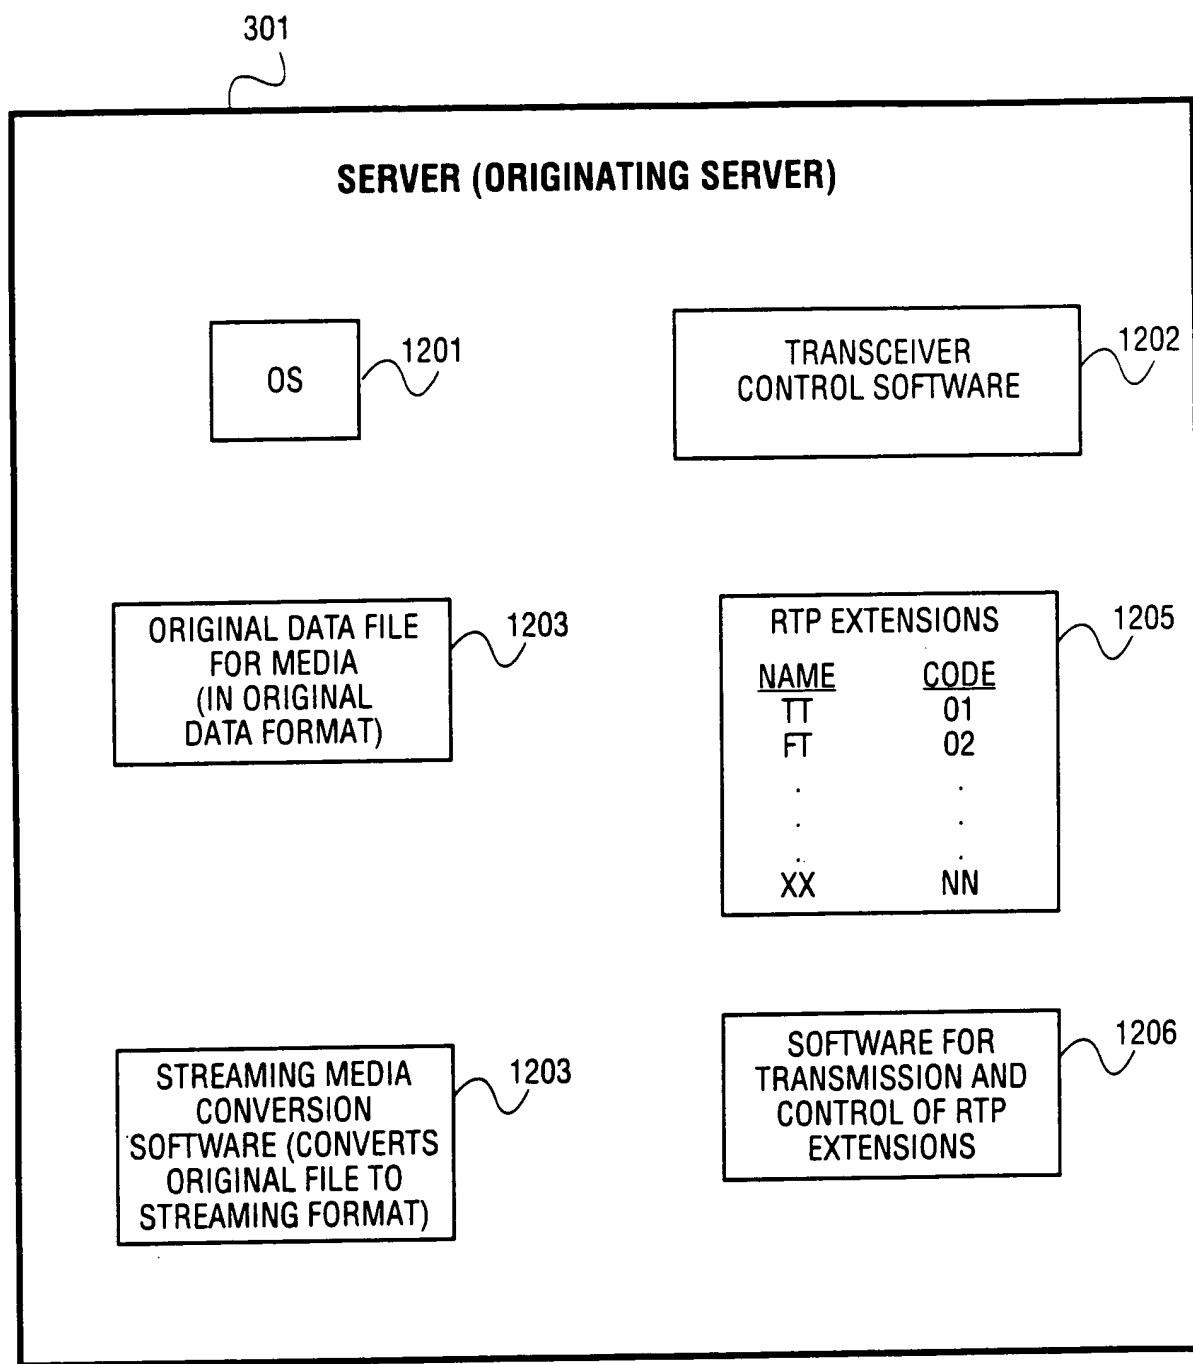 301
SERVER (ORIGINATING SERVER)
OS
1201
TRANSCEIVER
CONTROL SOFTWARE
1202
ORIGINAL DATA FILE
FOR MEDIA
(IN ORIGINAL
DATA FORMAT)
1203
RTP EXTENSIONS
NAME CODE
TT 01
FT 02
. .
. .
. .
XX NN
1205
STREAMING MEDIA
CONVERSION
SOFTWARE (CONVERTS
ORIGINAL FILE TO
STREAMING FORMAT)
1203
SOFTWARE FOR
TRANSMISSION AND
CONTROL OF RTP
EXTENSIONS
1206